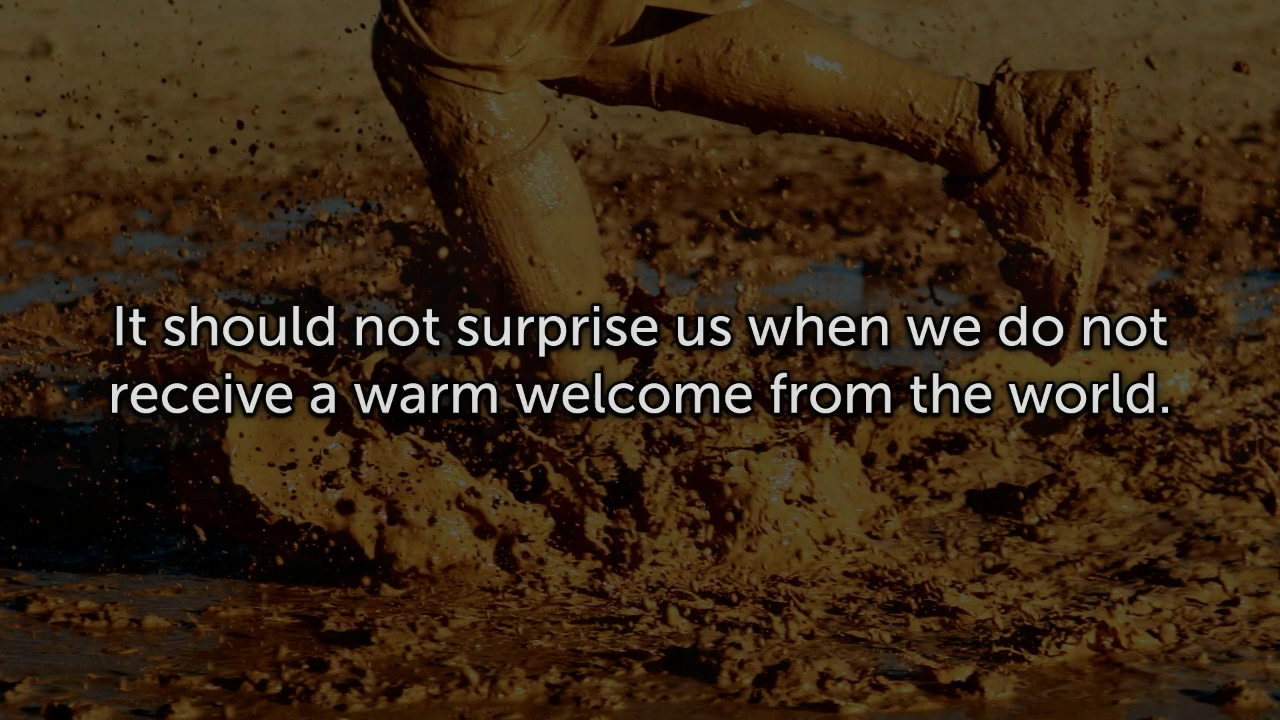 It should not surprise us when we do not
receive a warm welcome from the world.